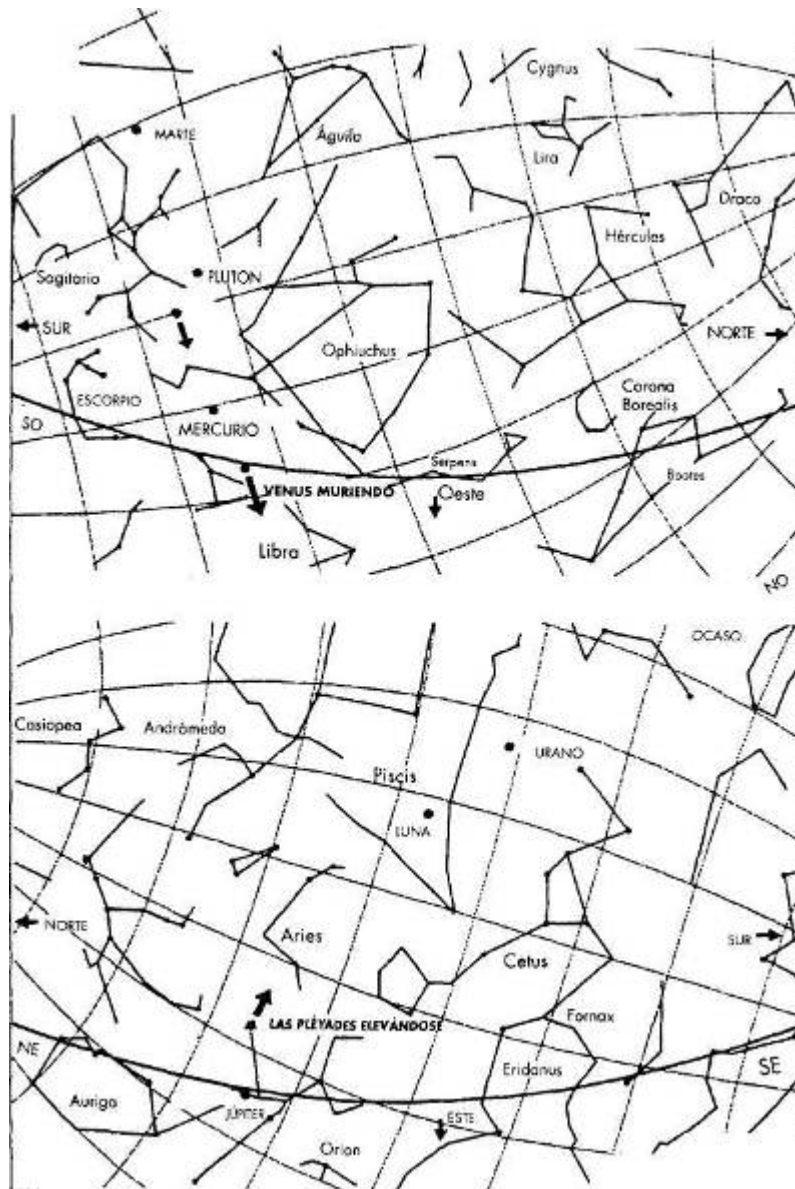 Cygnus
MARTE
Águila
Lira
Draco
Hércules
Sagitario
PLUTON
SUR
Ophiuchus
NORTE
ESCORPIO
Corona
Borealis
SO
MERCURIO
Serpens
Bootes
VENUS MURIENDO
Oeste
Libra
NO
OCASO.
Casiopea
Andrómeda
URANO
Piscis
LUNA
NORTE
Aries
SUR
Cetus
Fornax
LAS PLÉYADES ELEVÁNDOSE
NE
SE
Eridanus
Auriga
JÚPITER
ESTE
Orion